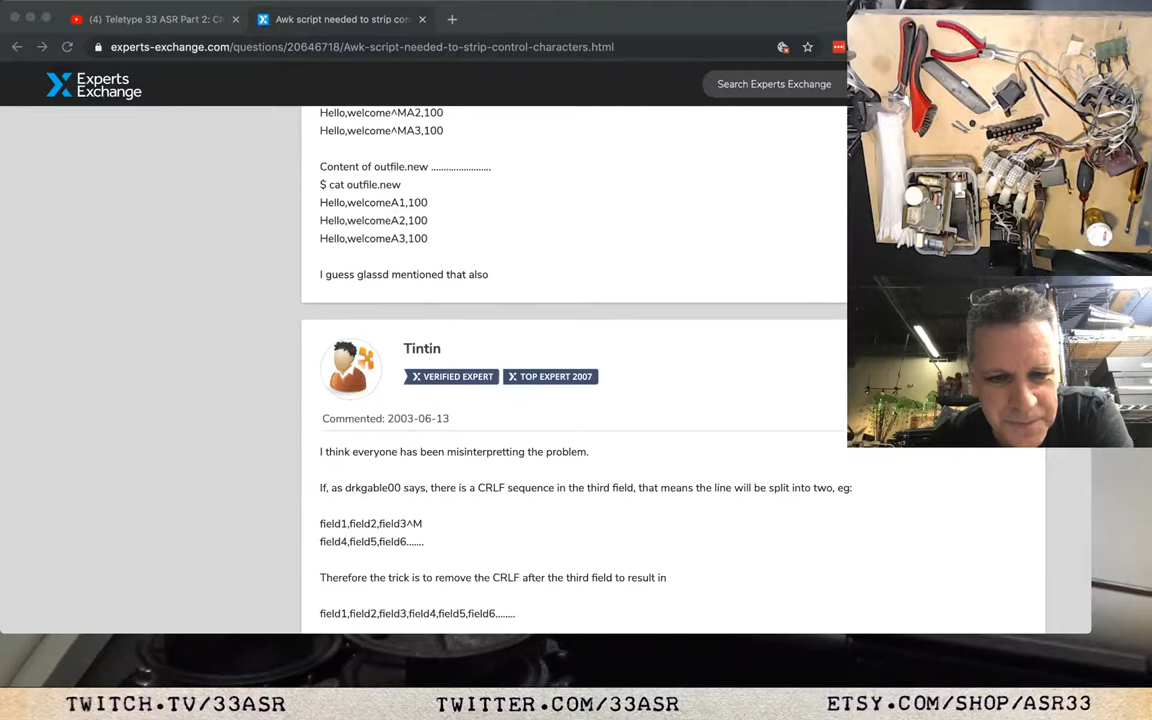 (4) Teletype 33 ASR Part 2: Ch
Awk script needed to strip con
experts-exchange.com/questions/20646718/Awk-script-needed-to-strip-control-characters.html
Experts
Exchange
Search Experts Exchange
Hello,welcome^MA2,100
Hello,welcome^MA3,100
Content of outfile.new ........................
$ cat outfile.new
Hello,welcomeA1,100
Hello,welcomeA2,100
Hello,welcomeA3,100
I guess glassd mentioned that also
Tintin
VERIFIED EXPERT
TOP EXPERT 2007
Commented: 2003-06-13
I think everyone has been misinterpretting the problem.
If, as drkgable00 says, there is a CRLF sequence in the third field, that means the line will be split into two, eg:
field1,field2,field3^M
field4,field5,field6.......
Therefore the trick is to remove the CRLF after the third field to result in
field1,field2,field3,field4,field5,field6........
TWITCH.TV/33ASR
TWITTER.COM/33ASR
ETSY.COM/SHOP/ASR33